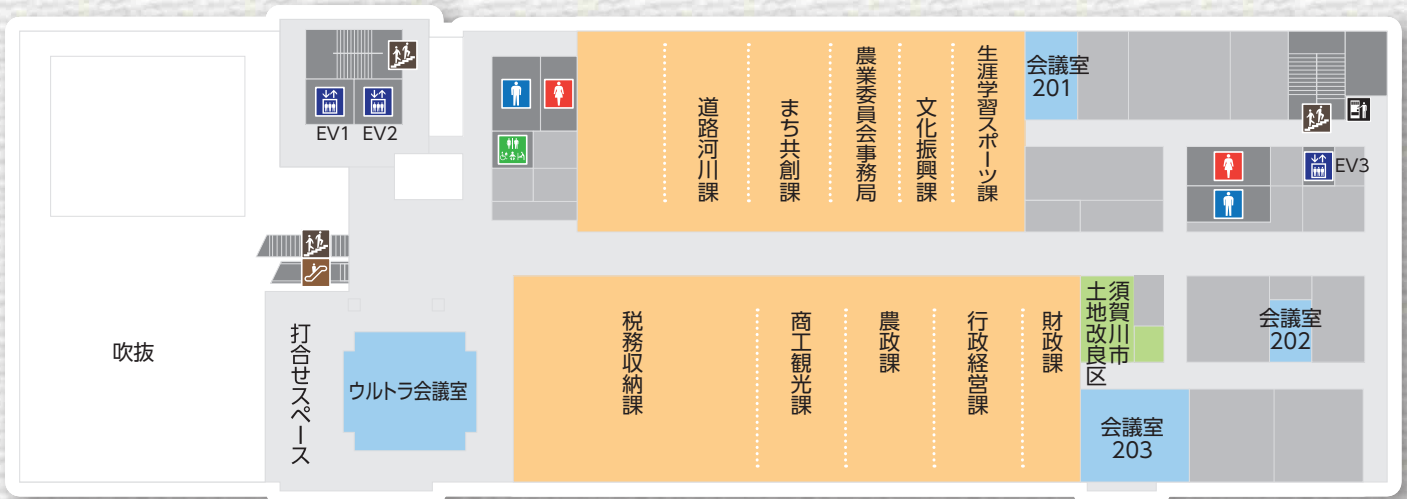 EV1
EV2
道路河川課
まち共創課
農業委員会事務局
文化振興課
生涯学習スポーツ課
会議室
201
EV3
吹抜
打合せスペース
ウルトラ会議室
税務収納課
商工観光課
農政課
行政経営課
財政課
須賀川市
土地改良区
会議室
202
会議室
203